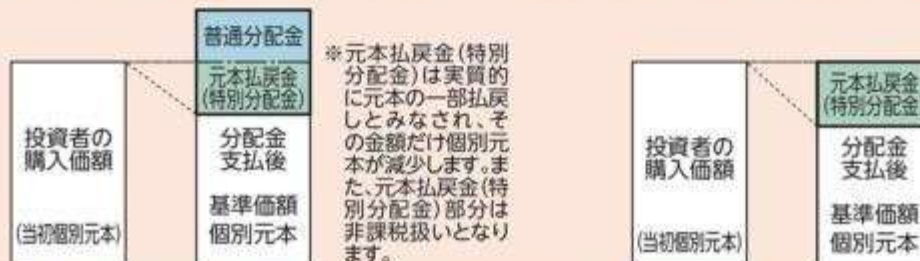 普通分配金
元本払戻金
(特別分配金)
投資者の
購入価額
(当初個別元本)
分配金
支払後
基準価額
個別元本
※元本払戻金(特別
分配金)は実質的
に元本の一部払戻
しとみなされ、そ
の金額だけ個別元
本が減少します。ま
た、元本払戻金(特
別分配金)部分は
非課税扱いとなり
ます。
元本払戻金
(特別分配金
投資者の
購入価額
(当初個別元本)
分配金
支払後
基準価額
個別元本